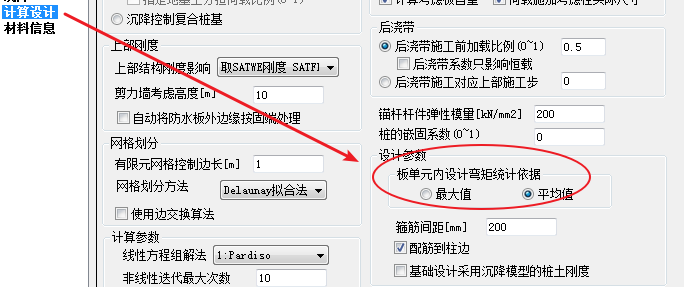 计算设计
材料信息
沉降控制复合桩基
上部刚度
上部结构刚度影响 取SATWE刚度 SATFI
剪力墙考虑高度[m] 10
自动将防水板外边缘按固端处理
网格划分
有限元网格控制边长[m] 1
网格划分方法 Delaunay拟合法
使用边交换算法
计算参数
线性方程组解法 1:Pardiso
非线性迭代最大次数 10
后浇带
后浇带施工前加载比例(0~1) 0.5
后浇带系数只影响恒载
后浇带施工对应上部施工步 0
锚杆杆件弹性模量[kN/mm2] 200
桩的嵌固系数(0~1) 0
设计参数
板单元内设计弯矩统计依据
最大值 平均值
箍筋间距[mm] 200
配筋到柱边
基础设计采用沉降模型的桩土刚度